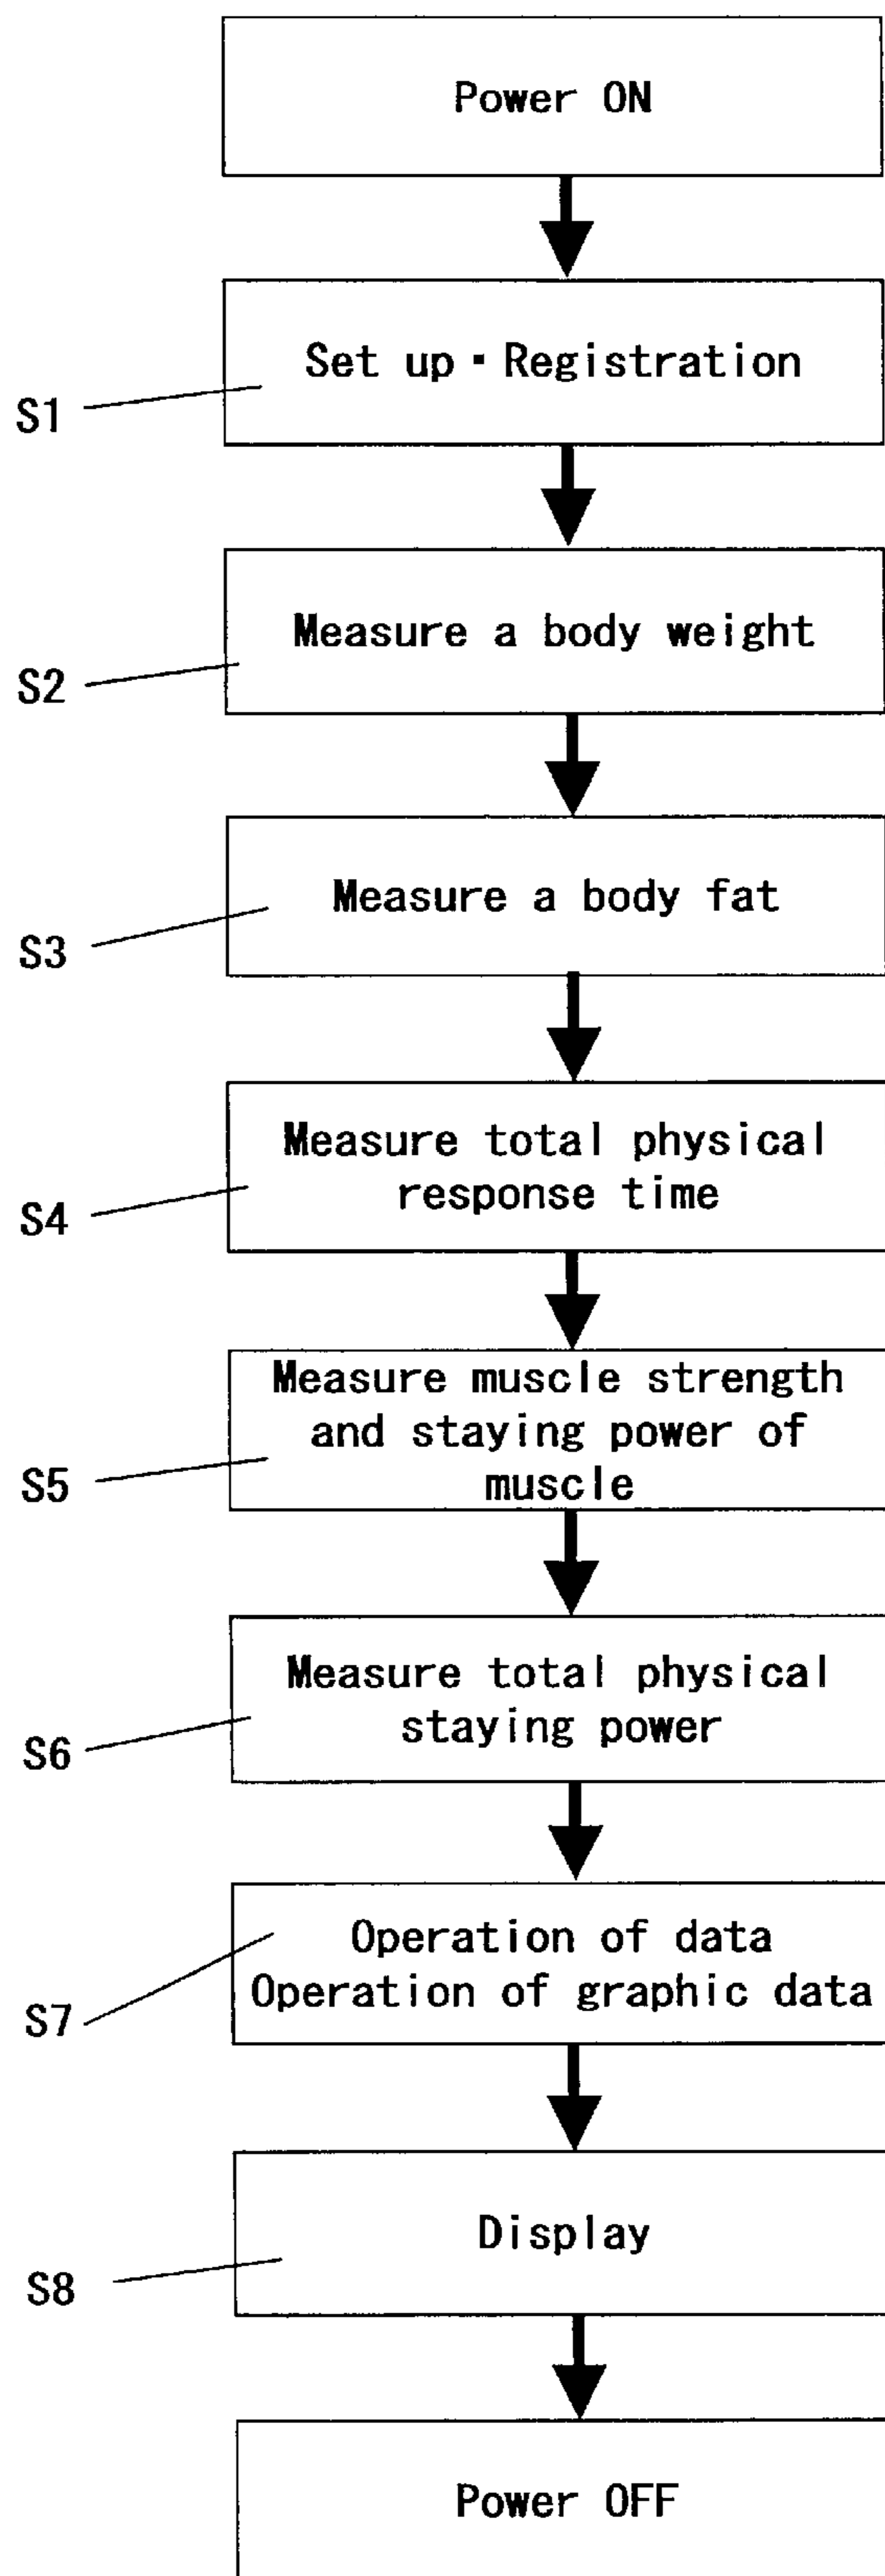 Power ON
Set up・Registration
S1
Measure a body weight
S2
Measure a body fat
S3
Measure total physical
response time
S4
Measure muscle strength
and staying power of
muscle
S5
Measure total physical
staying power
S6
Operation of data
Operation of graphic data
S7
Display
S8
Power OFF